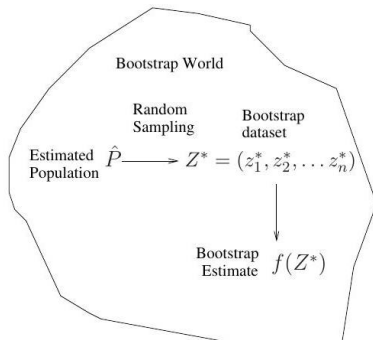 Bootstrap World
Random
Sampling
Bootstrap
dataset
Estimated
Population
P̂ Z* = (z*₁, z*₂, . . . z*ₙ)
Bootstrap
Estimate
f(Z*)